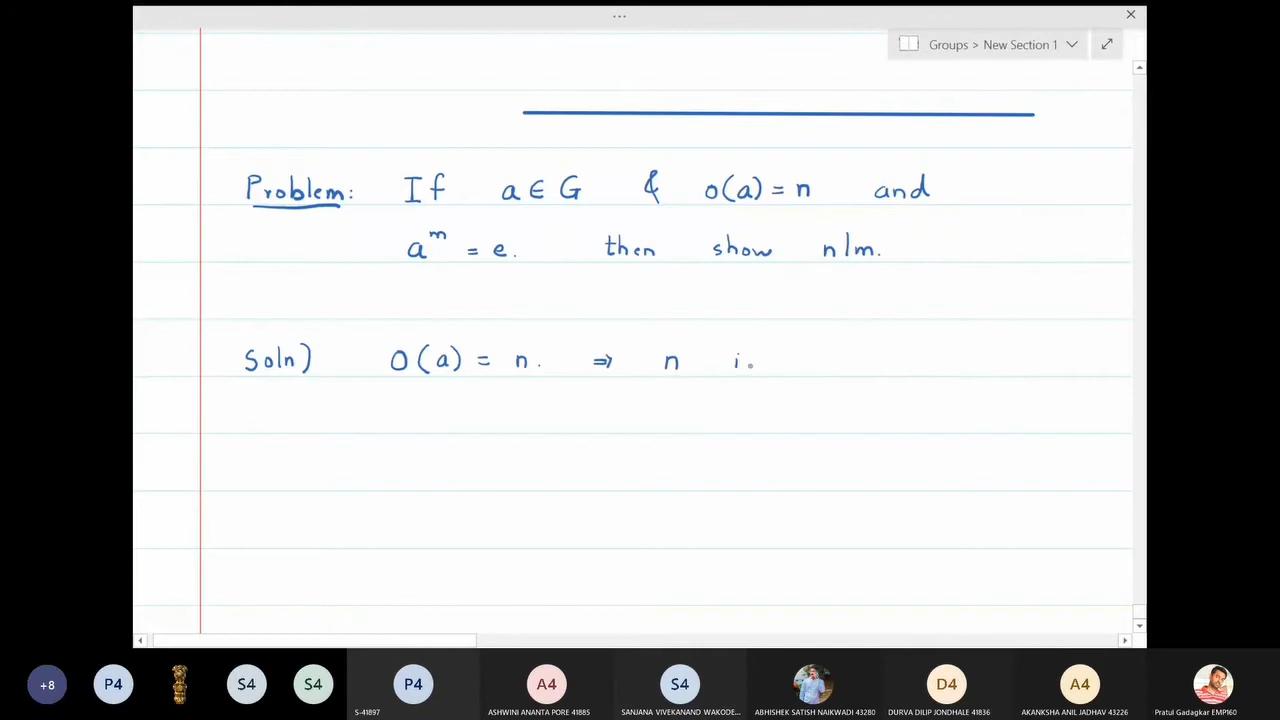 Groups > New Section 1
Problem: If a ∈ G & o(a) = n and
a^m = e. then show n|m.
Soln) O(a) = n. ⇒ n i
+8 P4 S4 S4 P4 A4 S4 D4 A4
S-41897 ASHWINI ANANTA PORE 41885 SANJANA VIVEKANAND WAKODE... ABHISHEK SATISH NAIKWADI 43280 DURVA DILIP JONDHALE 41836 AKANKSHA ANIL JADHAV 43226 Pratul Gadagkar EMP160